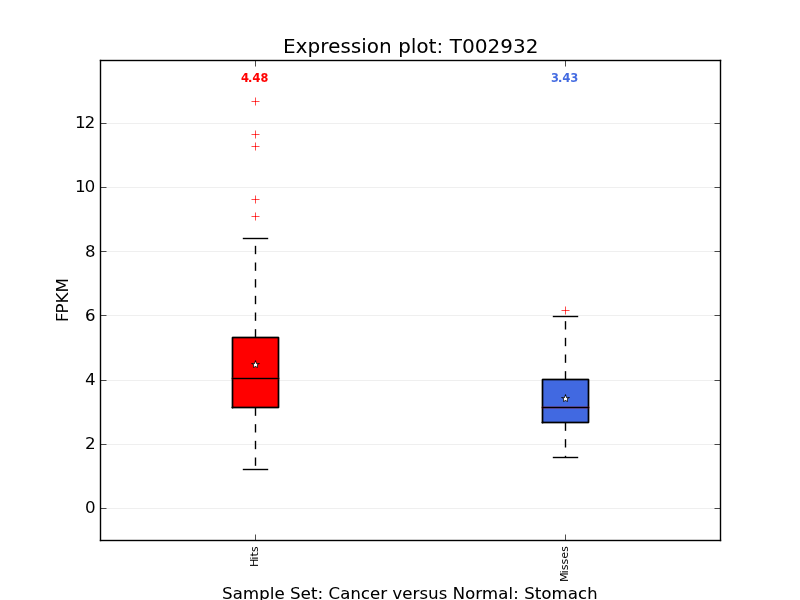 Expression plot: T002932
4.48
3.43
12
10
8
6
4
2
0
FPKM
Hits
Misses
Sample Set: Cancer versus Normal: Stomach